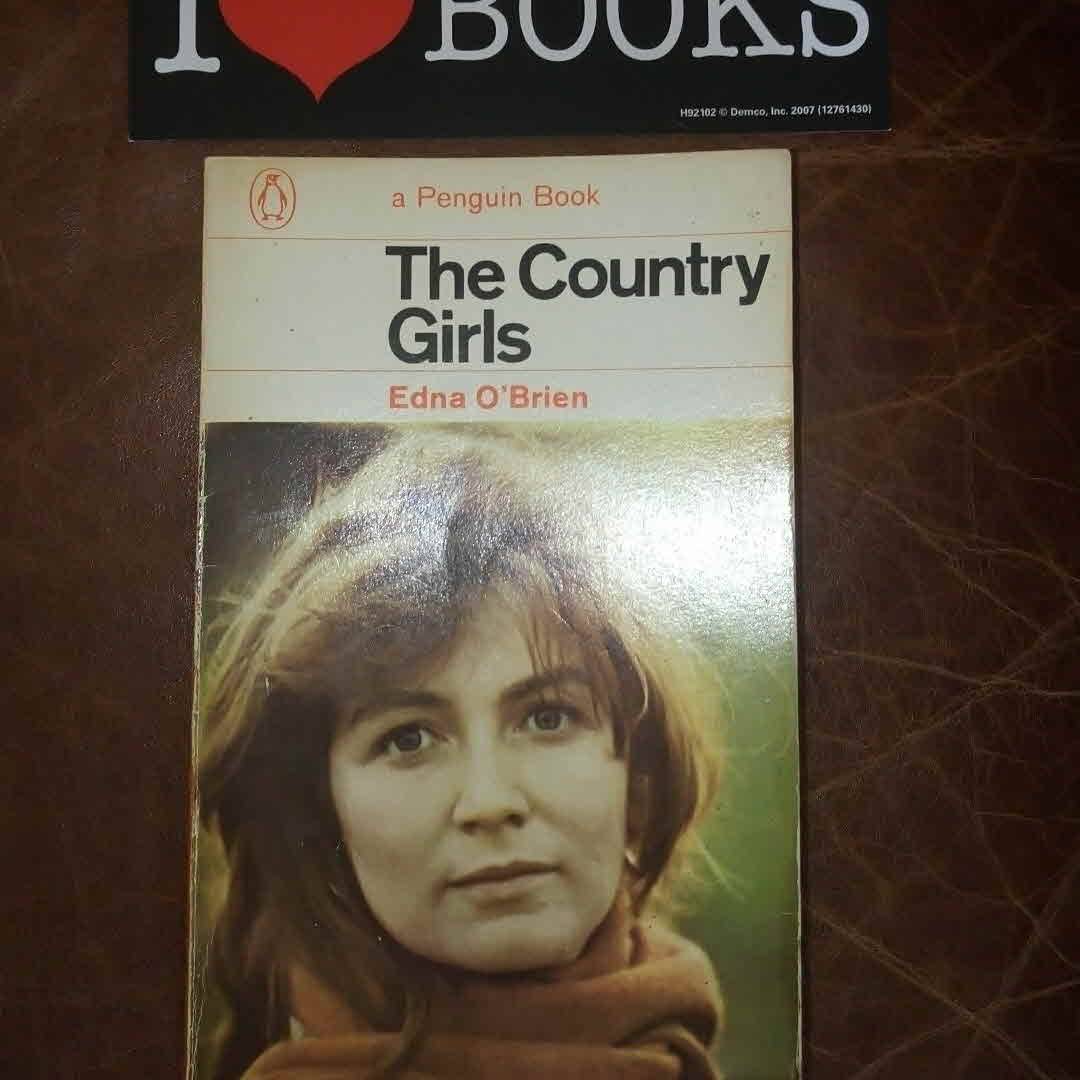 I BOOKS
H92102 © Demco, Inc. 2007 (12761430)
a Penguin Book
The Country
Girls
Edna O'Brien